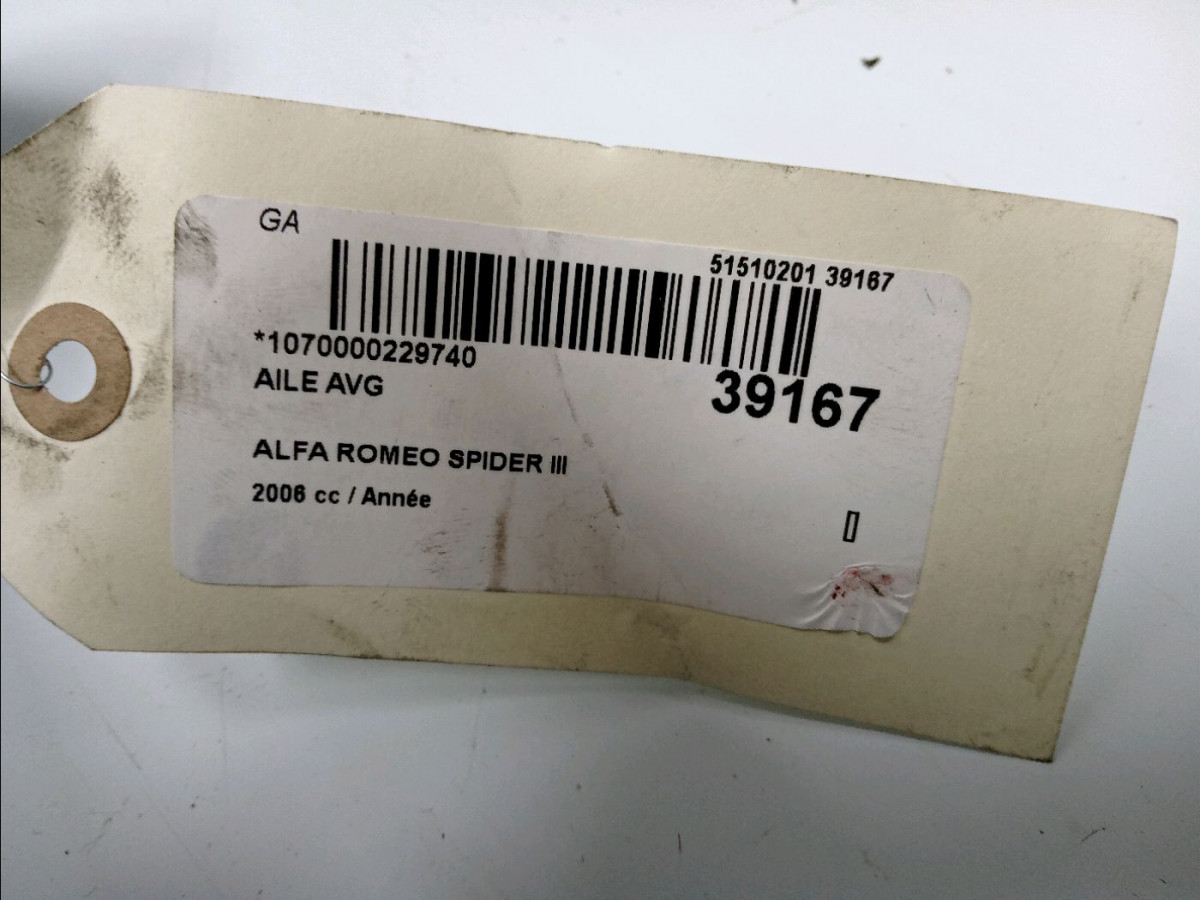 GA
51510201 39167
*1070000229740
39167
AILE AVG
ALFA ROMEO SPIDER III
2006 cc / Année